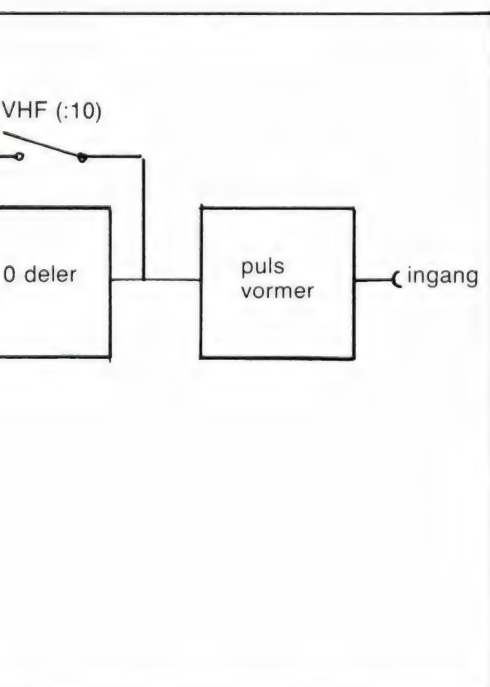 VHF (:10)
0 deler
puls
vormer
ingang